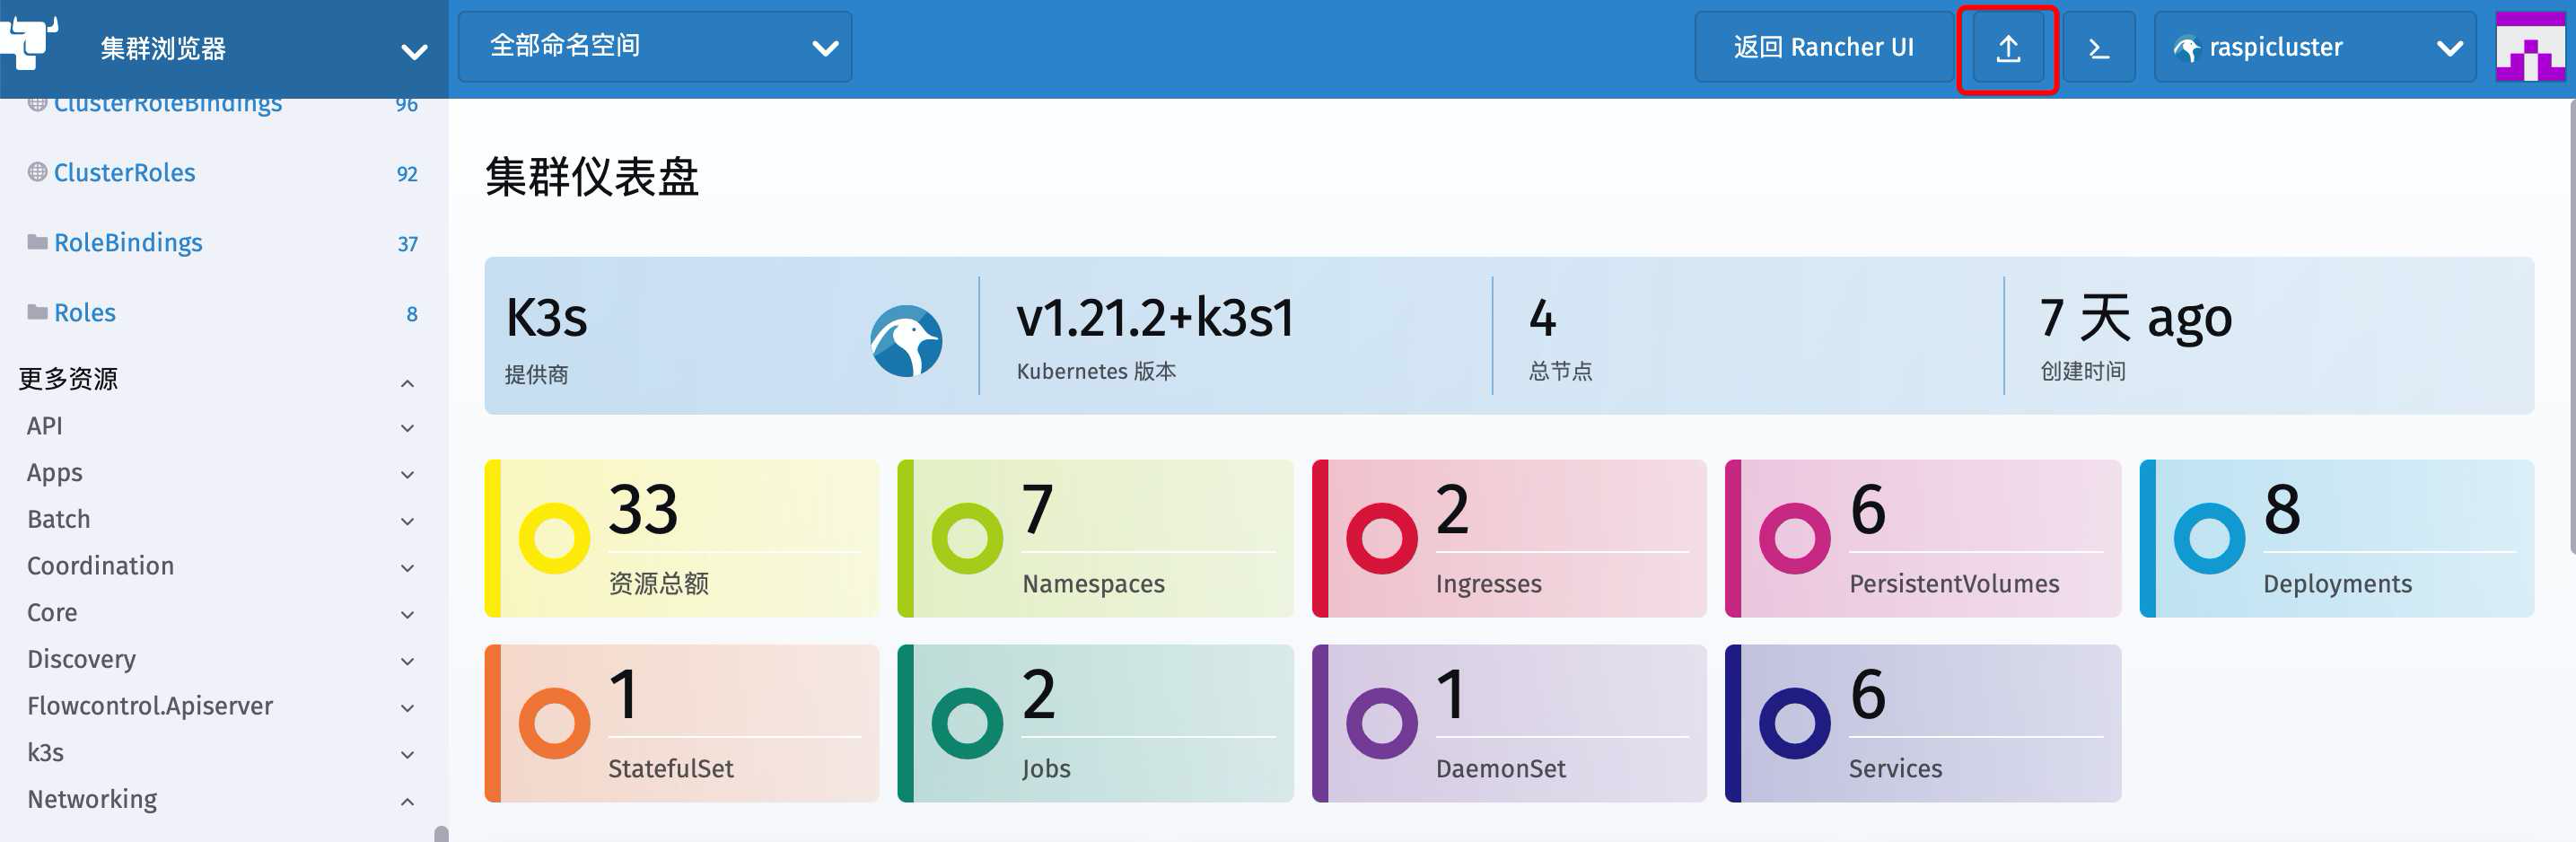 集群浏览器
全部命名空间
返回 Rancher UI
raspicluster
ClusterRoleBindings 96
ClusterRoles 92
RoleBindings 37
Roles 8
更多资源
API
Apps
Batch
Coordination
Core
Discovery
Flowcontrol.Apiserver
k3s
Networking
集群仪表盘
K3s
提供商
v1.21.2+k3s1
Kubernetes 版本
4
总节点
7 天 ago
创建时间
33
资源总额
7
Namespaces
2
Ingresses
6
PersistentVolumes
8
Deployments
1
StatefulSet
2
Jobs
1
DaemonSet
6
Services